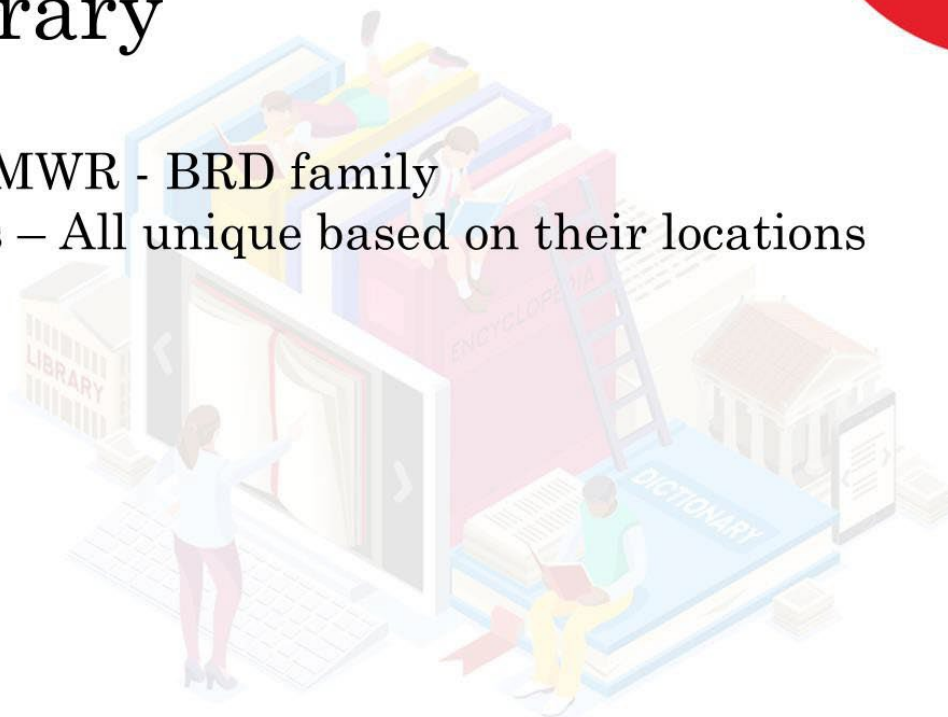 rary
MWR - BRD family
s – All unique based on their locations
ENCYCLOPEDIA
LIBRARY
DICTIONARY